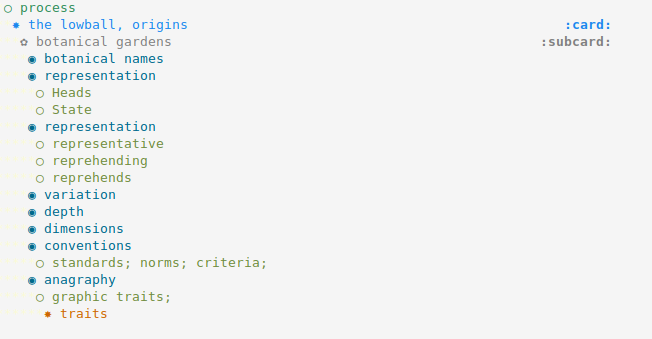 process
the lowball, origins :card:
botanical gardens :subcard:
botanical names
representation
Heads
State
representation
representative
reprehending
reprehends
variation
depth
dimensions
conventions
standards; norms; criteria;
anagraphy
graphic traits;
traits